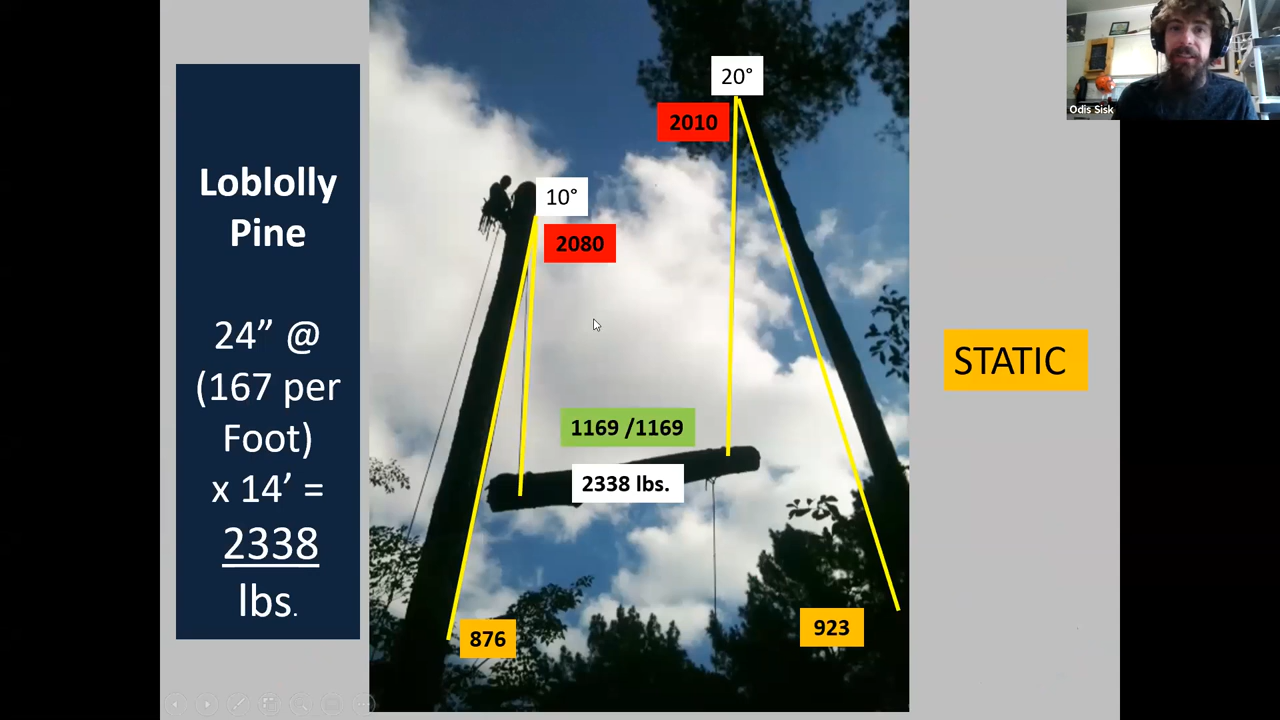 Loblolly
Pine
24” @
(167 per
Foot)
x 14’ =
2338
lbs.
20°
2010
10°
2080
1169 /1169
2338 lbs.
876
923
STATIC
Odis Sisk